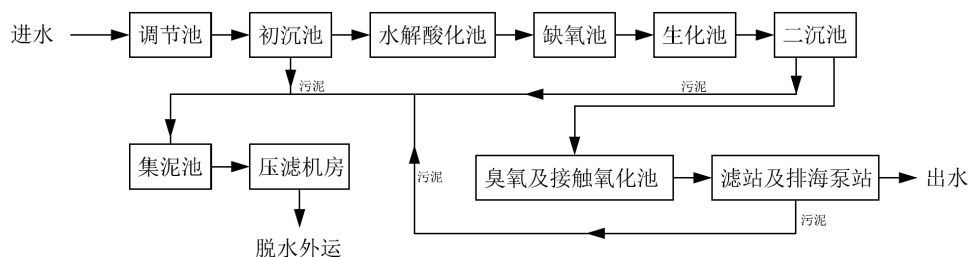 进水 调节池 初沉池 水解酸化池 缺氧池 生化池 二沉池
污泥 污泥
集泥池 压滤机房 污泥 臭氧及接触氧化池 滤站及排海泵站 出水
污泥
脱水外运